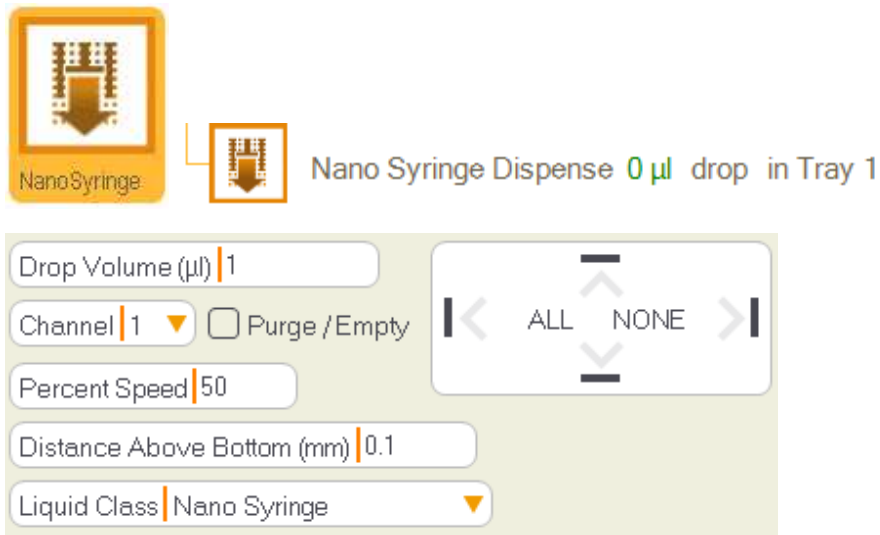 NanoSyringe
Nano Syringe Dispense 0 µl drop in Tray 1
Drop Volume (µl) 1
Channel 1 Purge / Empty
ALL NONE
Percent Speed 50
Distance Above Bottom (mm) 0.1
Liquid Class Nano Syringe